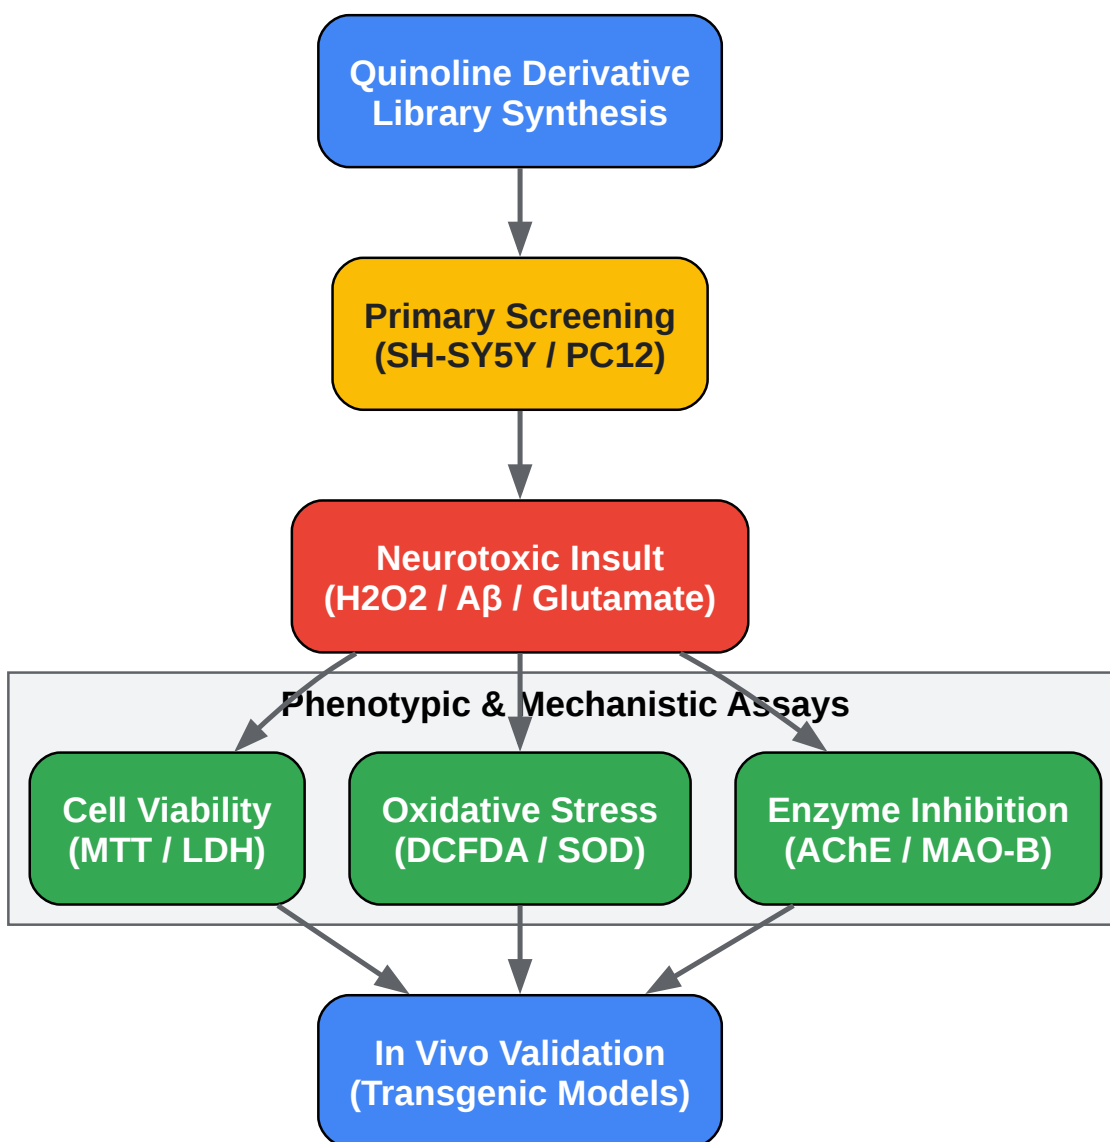 Quinoline Derivative
Library Synthesis
Primary Screening
(SH-SY5Y / PC12)
Neurotoxic Insult
(H2O2 / Aβ / Glutamate)
Phenotypic & Mechanistic Assays
Cell Viability
(MTT / LDH)
Oxidative Stress
(DCFDA / SOD)
Enzyme Inhibition
(AChE / MAO-B)
In Vivo Validation
(Transgenic Models)